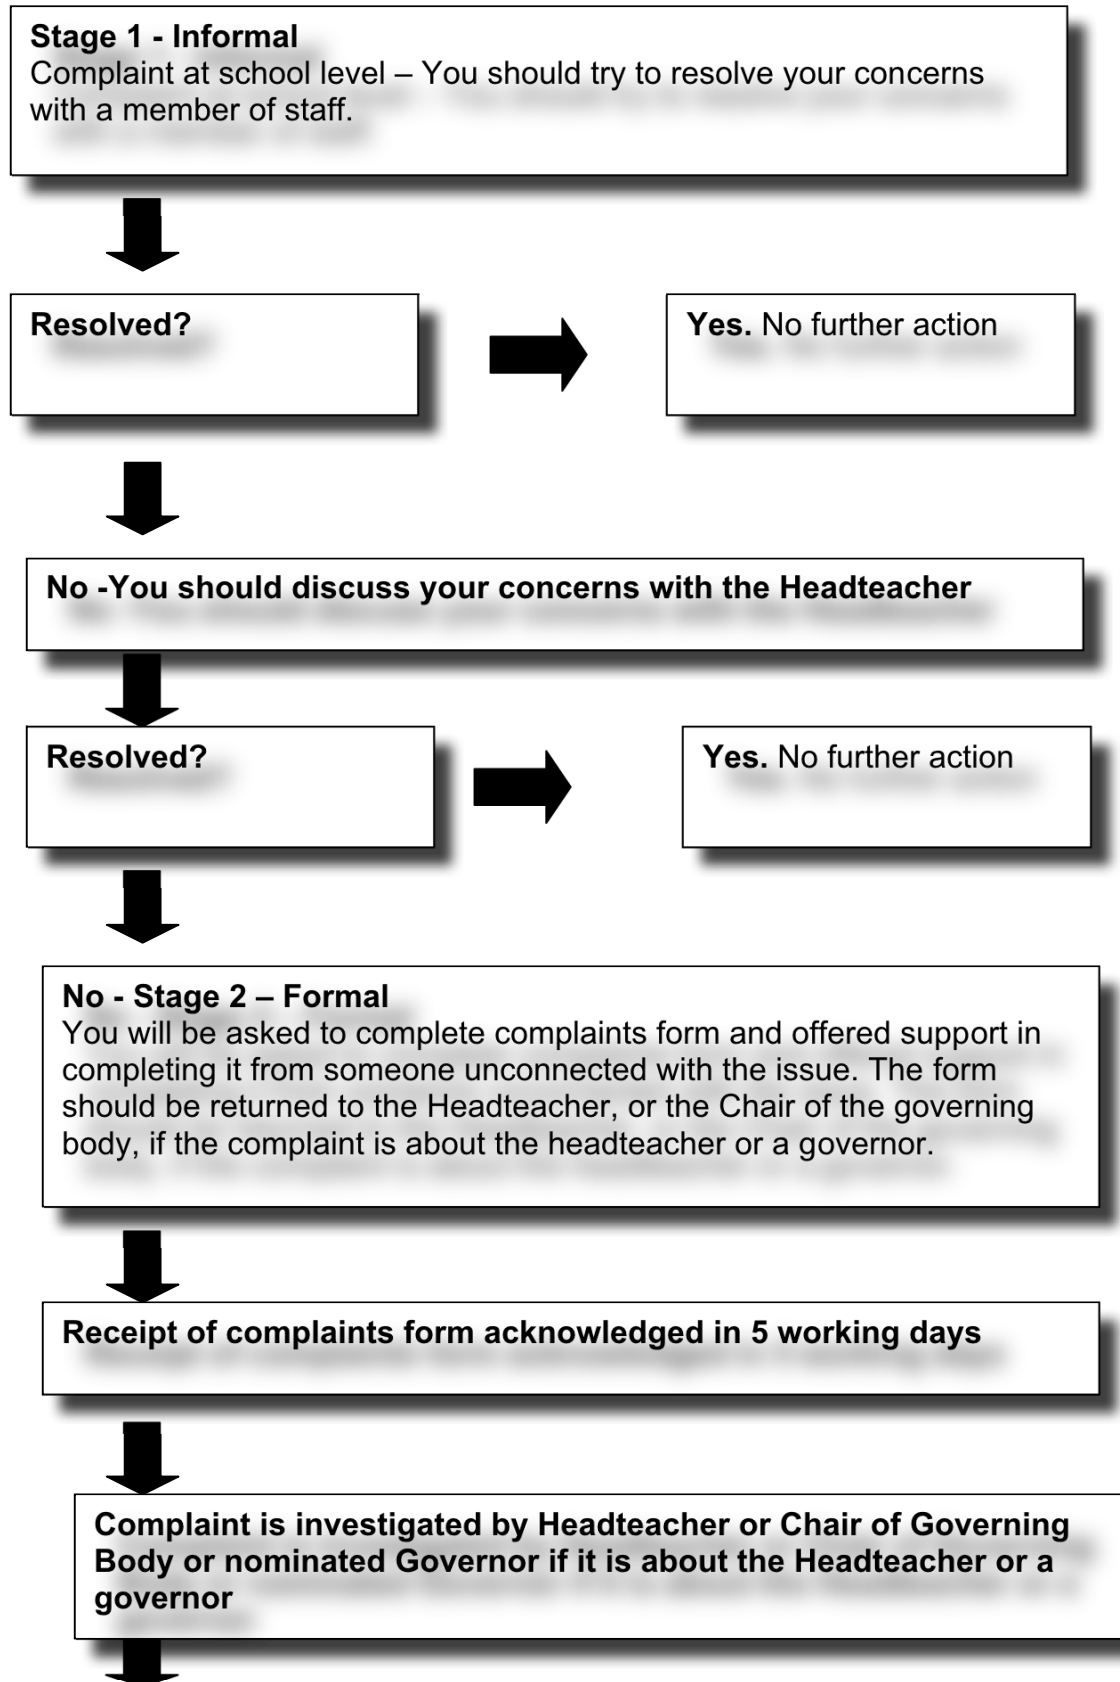 Stage 1 - Informal
Complaint at school level – You should try to resolve your concerns
with a member of staff.
Resolved?
Yes. No further action
No -You should discuss your concerns with the Headteacher
Resolved?
Yes. No further action
No - Stage 2 – Formal
You will be asked to complete complaints form and offered support in
completing it from someone unconnected with the issue. The form
should be returned to the Headteacher, or the Chair of the governing
body, if the complaint is about the headteacher or a governor.
Receipt of complaints form acknowledged in 5 working days
Complaint is investigated by Headteacher or Chair of Governing
Body or nominated Governor if it is about the Headteacher or a
governor